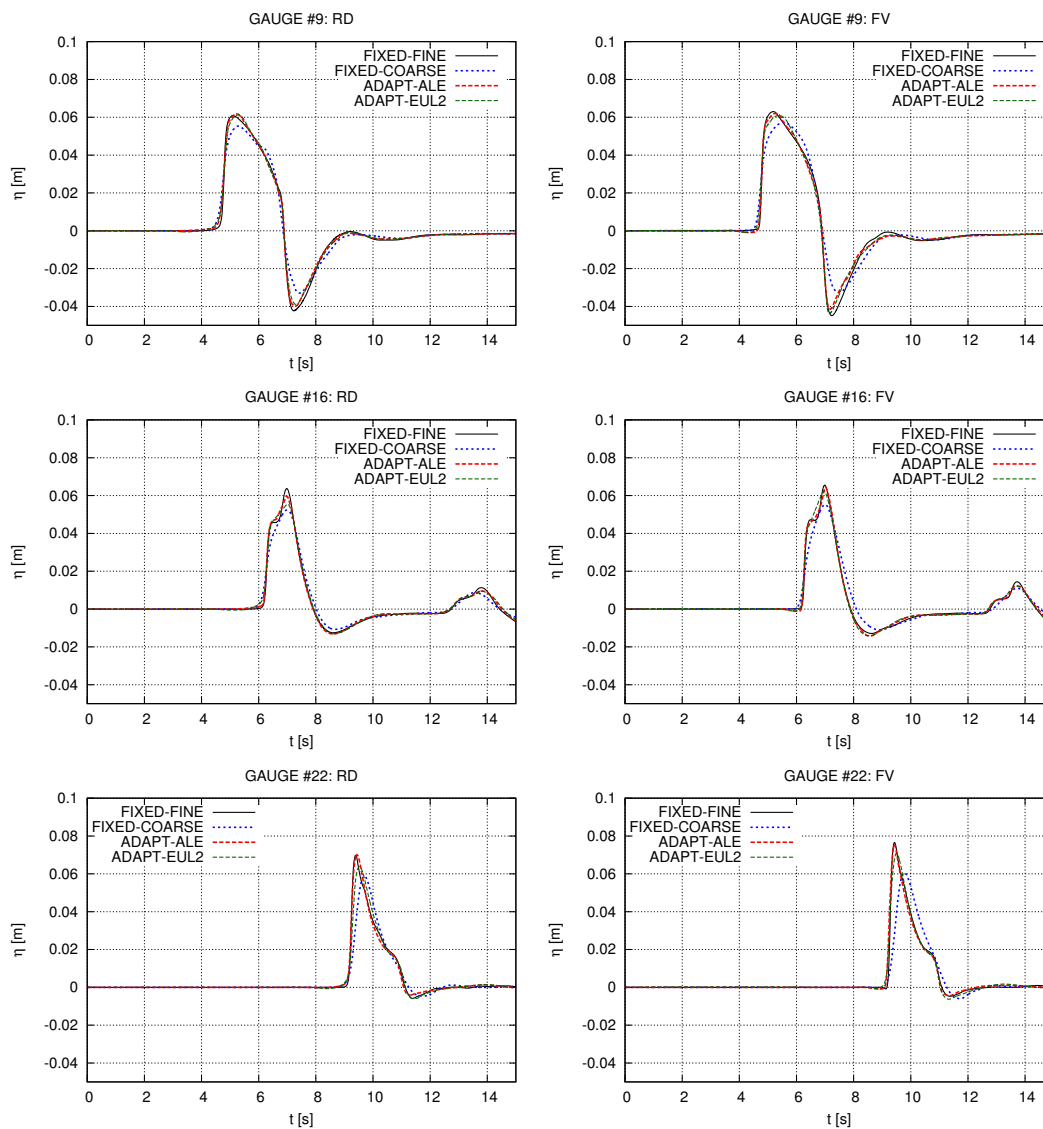 GAUGE #9: RD
0.1
0.08
0.06
0.04
0.02
0
-0.02
-0.04
η [m]
FIXED-FINE
FIXED-COARSE
ADAPT-ALE
ADAPT-EUL2
0 2 4 6 8 10 12 14
t [s]
GAUGE #9: FV
0.1
0.08
0.06
0.04
0.02
0
-0.02
-0.04
η [m]
FIXED-FINE
FIXED-COARSE
ADAPT-ALE
ADAPT-EUL2
0 2 4 6 8 10 12 14
t [s]
GAUGE #16: RD
0.1
0.08
0.06
0.04
0.02
0
-0.02
-0.04
η [m]
FIXED-FINE
FIXED-COARSE
ADAPT-ALE
ADAPT-EUL2
0 2 4 6 8 10 12 14
t [s]
GAUGE #16: FV
0.1
0.08
0.06
0.04
0.02
0
-0.02
-0.04
η [m]
FIXED-FINE
FIXED-COARSE
ADAPT-ALE
ADAPT-EUL2
0 2 4 6 8 10 12 14
t [s]
GAUGE #22: RD
0.1
0.08
0.06
0.04
0.02
0
-0.02
-0.04
η [m]
FIXED-FINE
FIXED-COARSE
ADAPT-ALE
ADAPT-EUL2
0 2 4 6 8 10 12 14
t [s]
GAUGE #22: FV
0.1
0.08
0.06
0.04
0.02
0
-0.02
-0.04
η [m]
FIXED-FINE
FIXED-COARSE
ADAPT-ALE
ADAPT-EUL2
0 2 4 6 8 10 12 14
t [s]